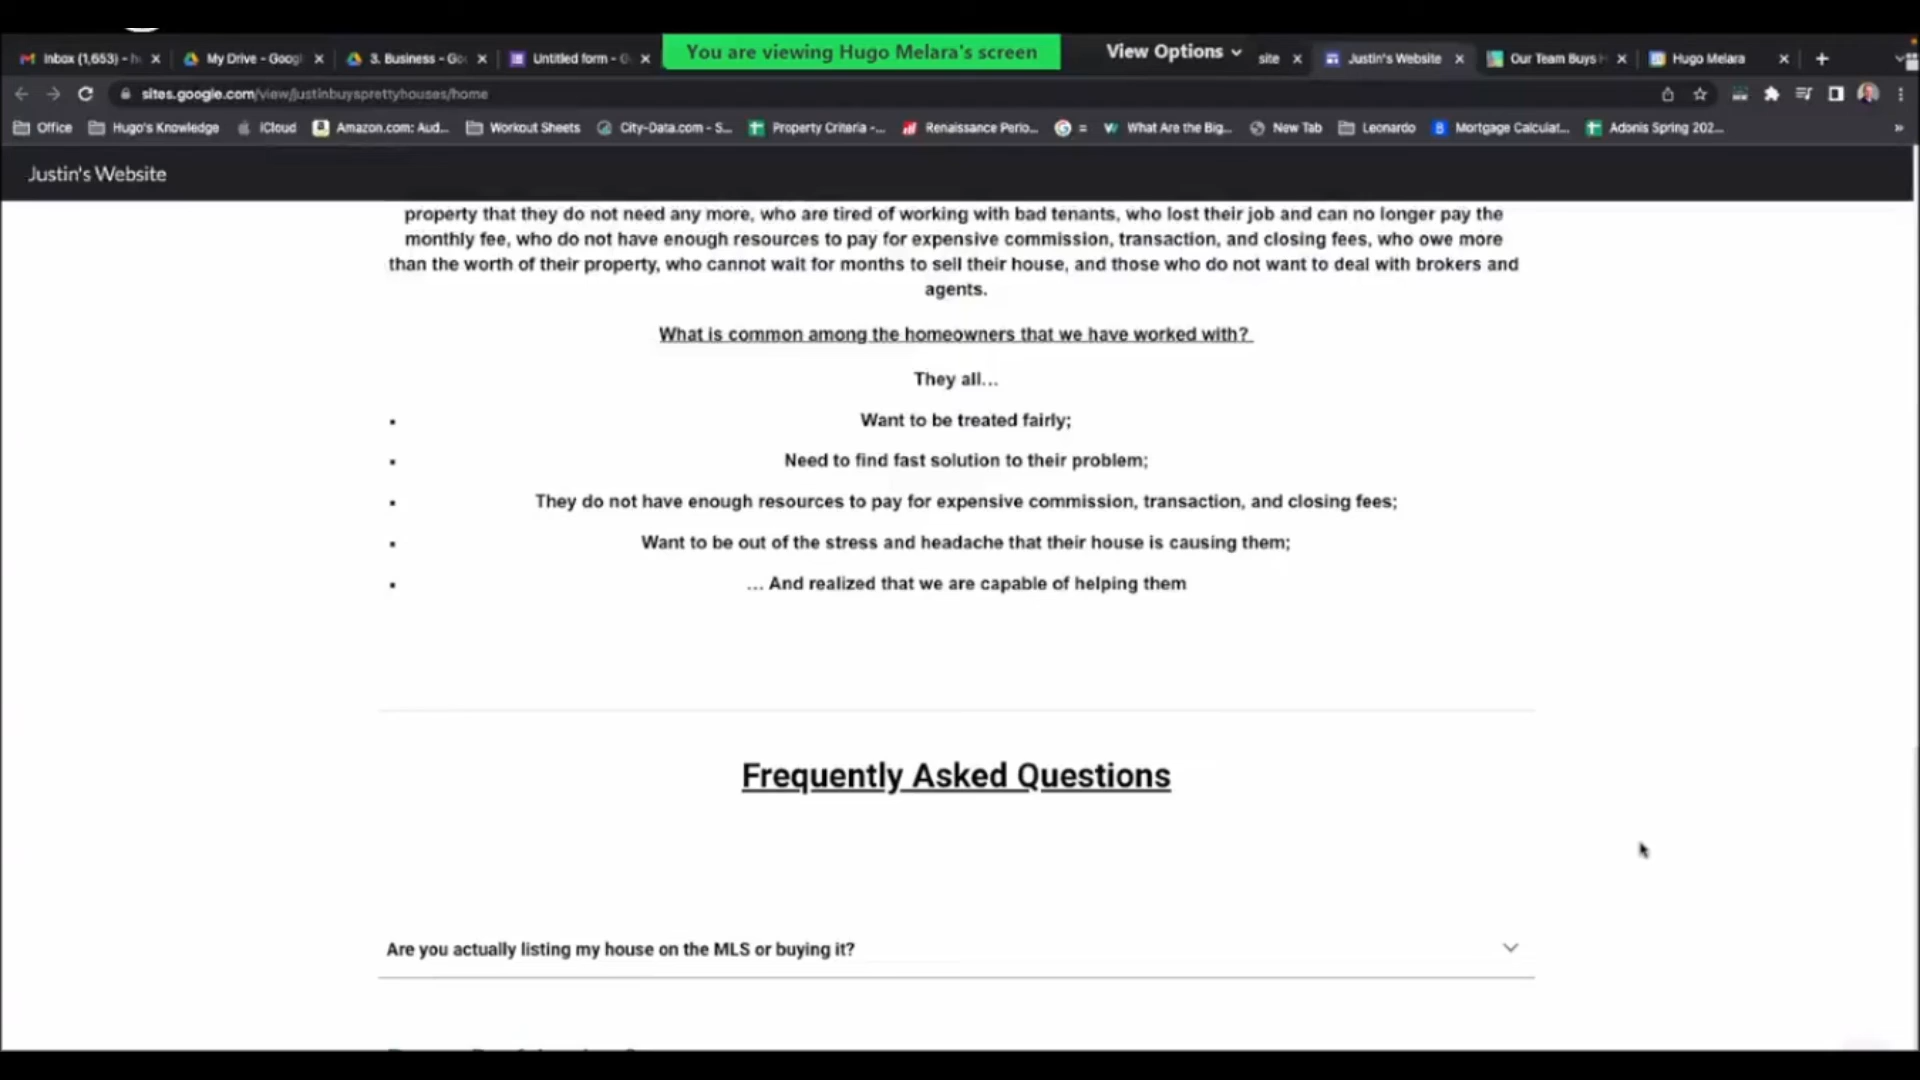 Inbox (1,653) - h
My Drive - Googl
3. Business - Go
Untitled form - G
You are viewing Hugo Melara's screen
View Options
site
Justin's Website
Our Team Buys H
Hugo Melara
sites.google.com/view/justinbuysprettyhouses/home
Office
Hugo's Knowledge
iCloud
Amazon.com: Aud...
Workout Sheets
City-Data.com - S...
Property Criteria -...
Renaissance Perio...
=
What Are the Big...
New Tab
Leonardo
Mortgage Calculat...
Adonis Spring 202...
»
Justin's Website
property that they do not need any more, who are tired of working with bad tenants, who lost their job and can no longer pay the
monthly fee, who do not have enough resources to pay for expensive commission, transaction, and closing fees, who owe more
than the worth of their property, who cannot wait for months to sell their house, and those who do not want to deal with brokers and
agents.
What is common among the homeowners that we have worked with?
They all...
▪ Want to be treated fairly;
▪ Need to find fast solution to their problem;
▪ They do not have enough resources to pay for expensive commission, transaction, and closing fees;
▪ Want to be out of the stress and headache that their house is causing them;
▪ ... And realized that we are capable of helping them
Frequently Asked Questions
Are you actually listing my house on the MLS or buying it?